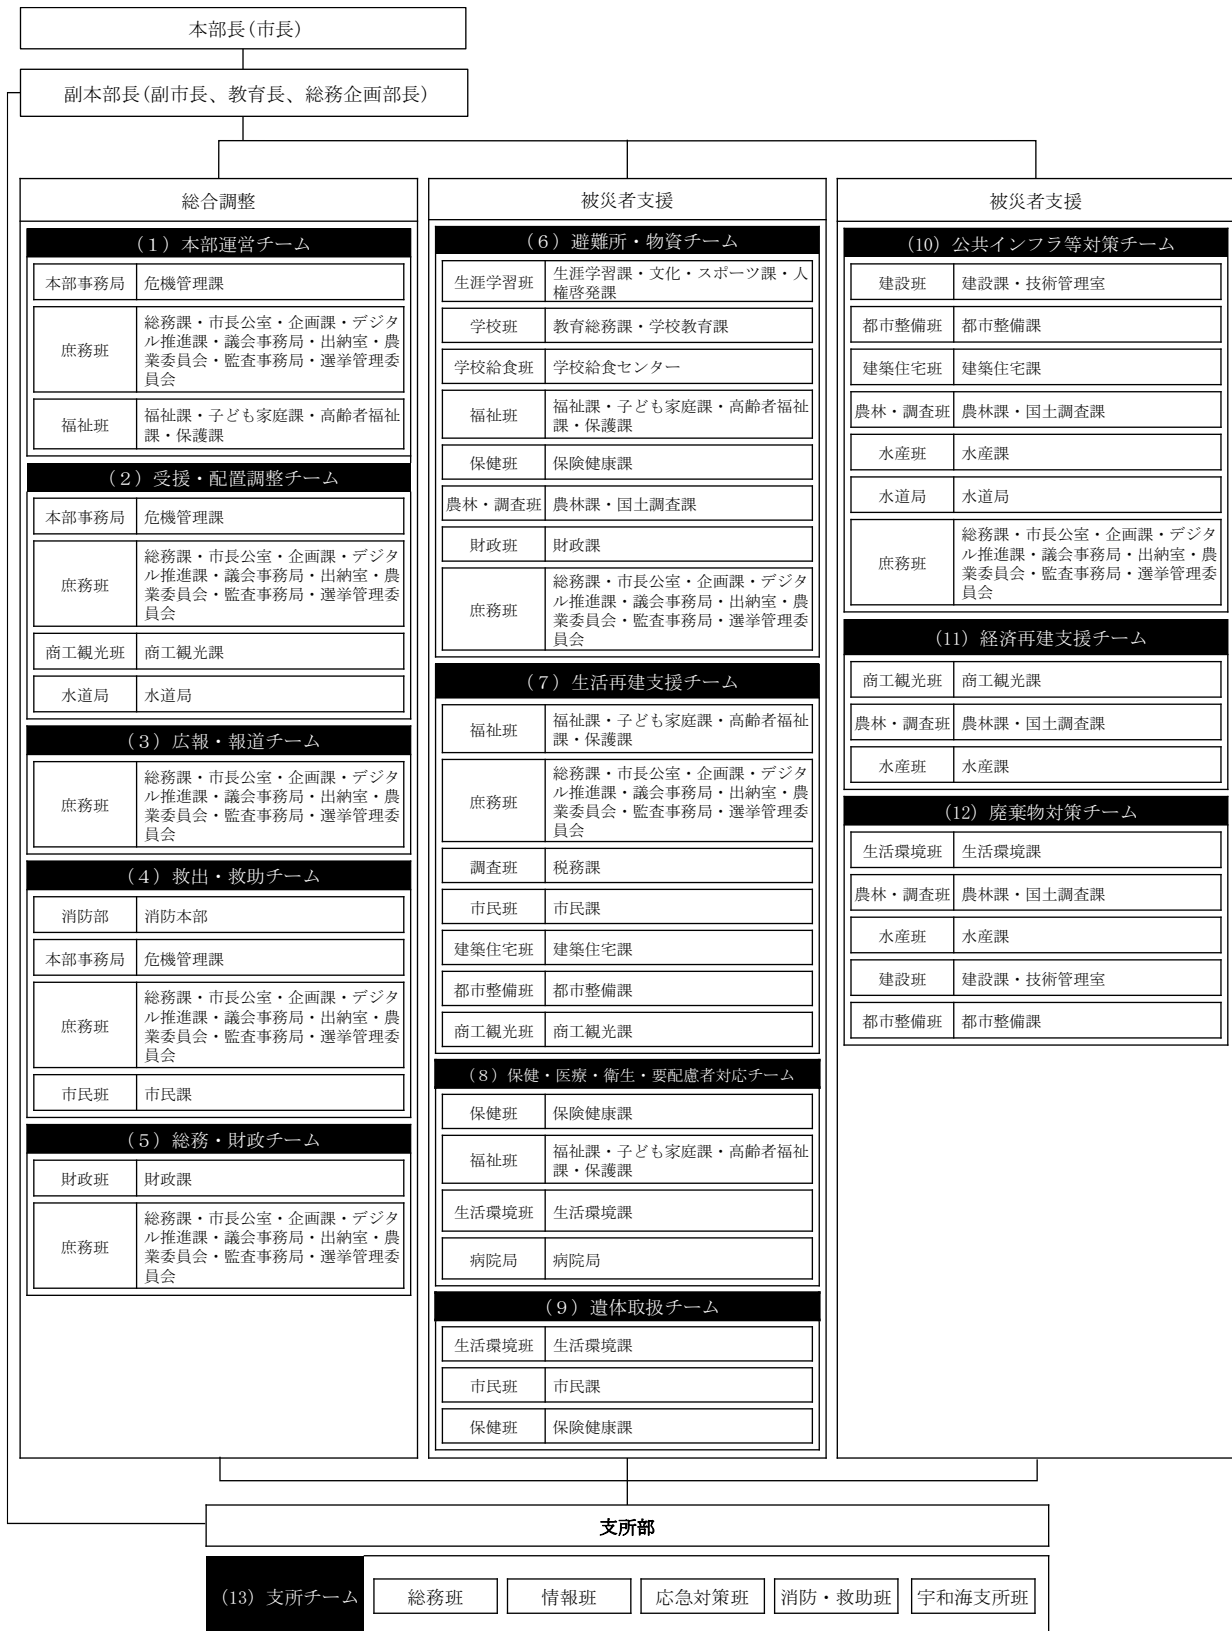 本部長(市長)
副本部長(副市長、教育長、総務企画部長)
総合調整
(1) 本部運営チーム
本部事務局
危機管理課
庶務班
総務課・市長公室・企画課・デジタ
ル推進課・議会事務局・出納室・農
業委員会・監査事務局・選挙管理委
員会
福祉班
福祉課・子ども家庭課・高齢者福祉
課・保護課
(2) 受援・配置調整チーム
本部事務局
危機管理課
庶務班
総務課・市長公室・企画課・デジタ
ル推進課・議会事務局・出納室・農
業委員会・監査事務局・選挙管理委
員会
商工観光班
商工観光課
水道局
水道局
(3) 広報・報道チーム
庶務班
総務課・市長公室・企画課・デジタ
ル推進課・議会事務局・出納室・農
業委員会・監査事務局・選挙管理委
員会
(4) 救出・救助チーム
消防部
消防本部
本部事務局
危機管理課
庶務班
総務課・市長公室・企画課・デジタ
ル推進課・議会事務局・出納室・農
業委員会・監査事務局・選挙管理委
員会
市民班
市民課
(5) 総務・財政チーム
財政班
財政課
庶務班
総務課・市長公室・企画課・デジタ
ル推進課・議会事務局・出納室・農
業委員会・監査事務局・選挙管理委
員会
被災者支援
(6) 避難所・物資チーム
生涯学習班
生涯学習課・文化・スポーツ課・人
権啓発課
学校班
教育総務課・学校教育課
学校給食班
学校給食センター
福祉班
福祉課・子ども家庭課・高齢者福祉
課・保護課
保健班
保険健康課
農林・調査班
農林課・国土調査課
財政班
財政課
庶務班
総務課・市長公室・企画課・デジタ
ル推進課・議会事務局・出納室・農
業委員会・監査事務局・選挙管理委
員会
(7) 生活再建支援チーム
福祉班
福祉課・子ども家庭課・高齢者福祉
課・保護課
庶務班
総務課・市長公室・企画課・デジタ
ル推進課・議会事務局・出納室・農
業委員会・監査事務局・選挙管理委
員会
調査班
税務課
市民班
市民課
建築住宅班
建築住宅課
都市整備班
都市整備課
商工観光班
商工観光課
(8) 保健・医療・衛生・要配慮者対応チーム
保健班
保険健康課
福祉班
福祉課・子ども家庭課・高齢者福祉
課・保護課
生活環境班
生活環境課
病院局
病院局
(9) 遺体取扱チーム
生活環境班
生活環境課
市民班
市民課
保健班
保険健康課
被災者支援
(10) 公共インフラ等対策チーム
建設班
建設課・技術管理室
都市整備班
都市整備課
建築住宅班
建築住宅課
農林・調査班
農林課・国土調査課
水産班
水産課
水道局
水道局
庶務班
総務課・市長公室・企画課・デジタ
ル推進課・議会事務局・出納室・農
業委員会・監査事務局・選挙管理委
員会
(11) 経済再建支援チーム
商工観光班
商工観光課
農林・調査班
農林課・国土調査課
水産班
水産課
(12) 廃棄物対策チーム
生活環境班
生活環境課
農林・調査班
農林課・国土調査課
水産班
水産課
建設班
建設課・技術管理室
都市整備班
都市整備課
支所部
(13) 支所チーム
総務班
情報班
応急対策班
消防・救助班
宇和海支所班